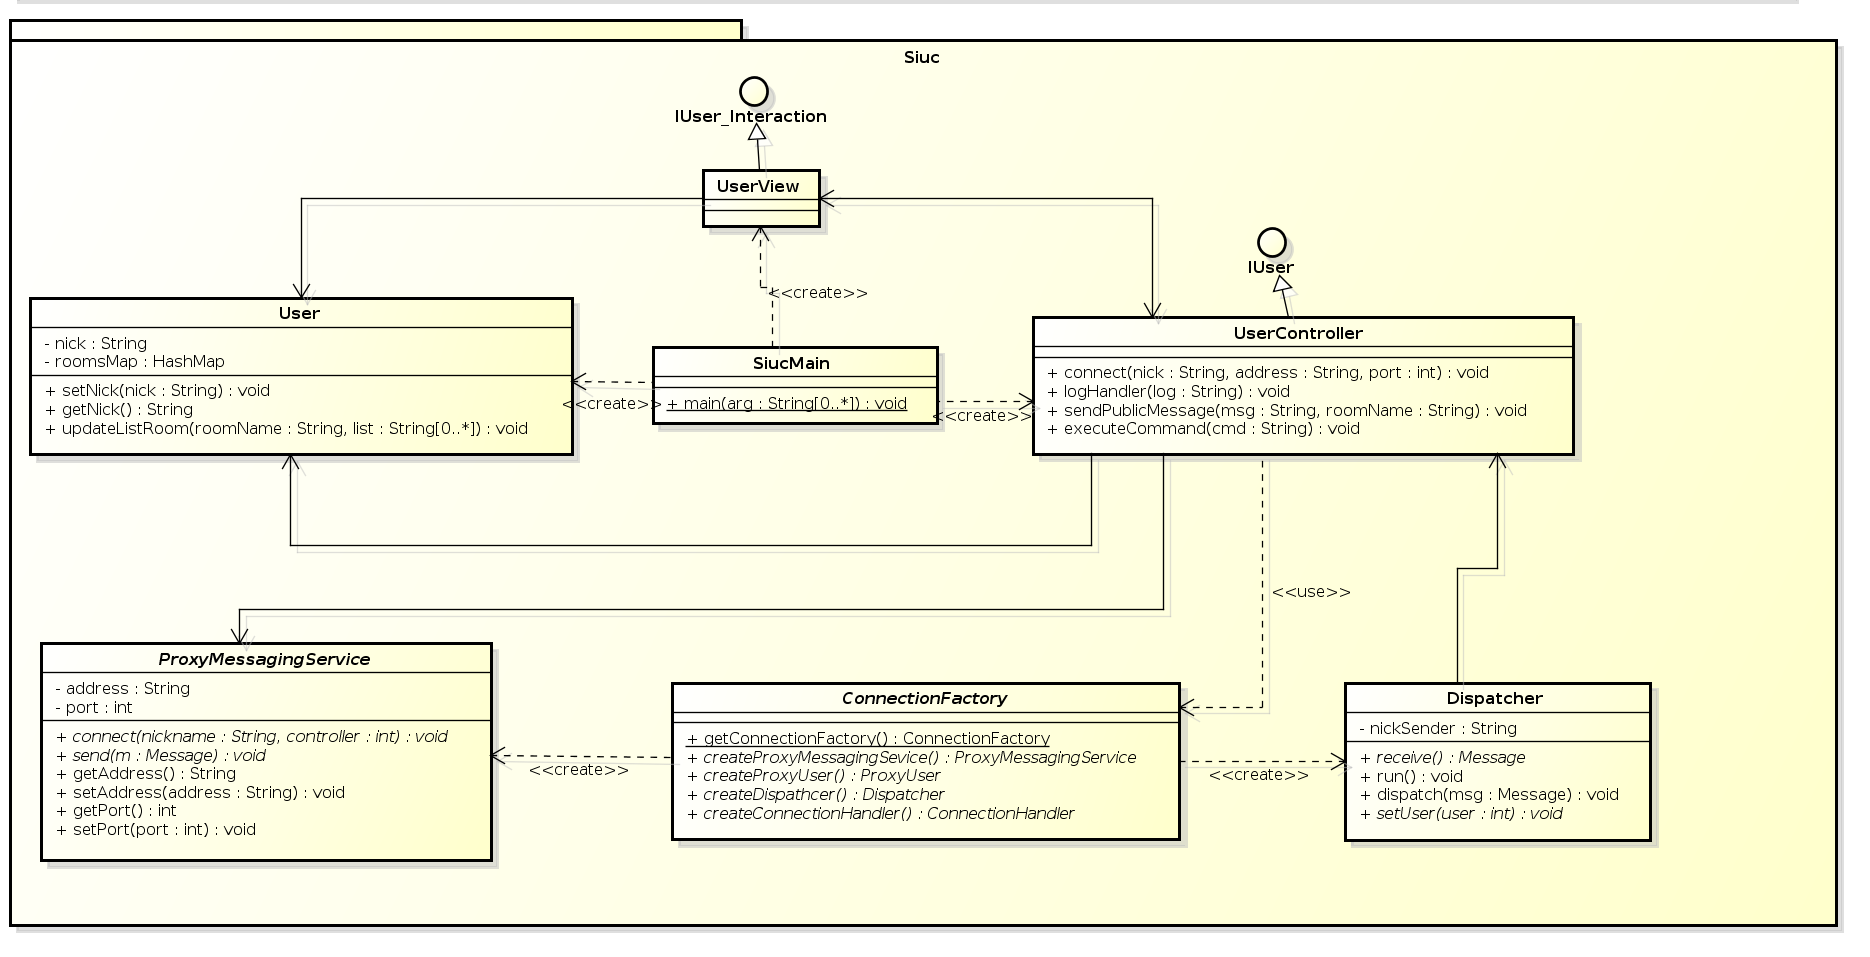 Siuc
IUser_Interaction
UserView
IUser
<<create>>
User
- nick : String
- roomsMap : HashMap
+ setNick(nick : String) : void
+ getNick() : String
+ updateListRoom(roomName : String, list : String[0..*]) : void
<<create>>
SiucMain
+ main(arg : String[0..*]) : void
<<create>>
UserController
+ connect(nick : String, address : String, port : int) : void
+ logHandler(log : String) : void
+ sendPublicMessage(msg : String, roomName : String) : void
+ executeCommand(cmd : String) : void
<<use>>
ProxyMessagingService
- address : String
- port : int
+ connect(nickname : String, controller : int) : void
+ send(m : Message) : void
+ getAddress() : String
+ setAddress(address : String) : void
+ getPort() : int
+ setPort(port : int) : void
<<create>>
ConnectionFactory
+ getConnectionFactory() : ConnectionFactory
+ createProxyMessagingSevice() : ProxyMessagingService
+ createProxyUser() : ProxyUser
+ createDispathcer() : Dispatcher
+ createConnectionHandler() : ConnectionHandler
<<create>>
Dispatcher
- nickSender : String
+ receive() : Message
+ run() : void
+ dispatch(msg : Message) : void
+ setUser(user : int) : void